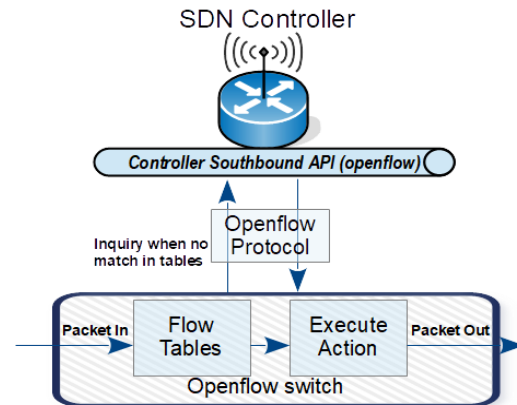 SDN Controller
Controller Southbound API (openflow)
Openflow
Protocol
Inquiry when no
match in tables
Packet In
Flow
Tables
Execute
Action
Packet Out
Openflow switch